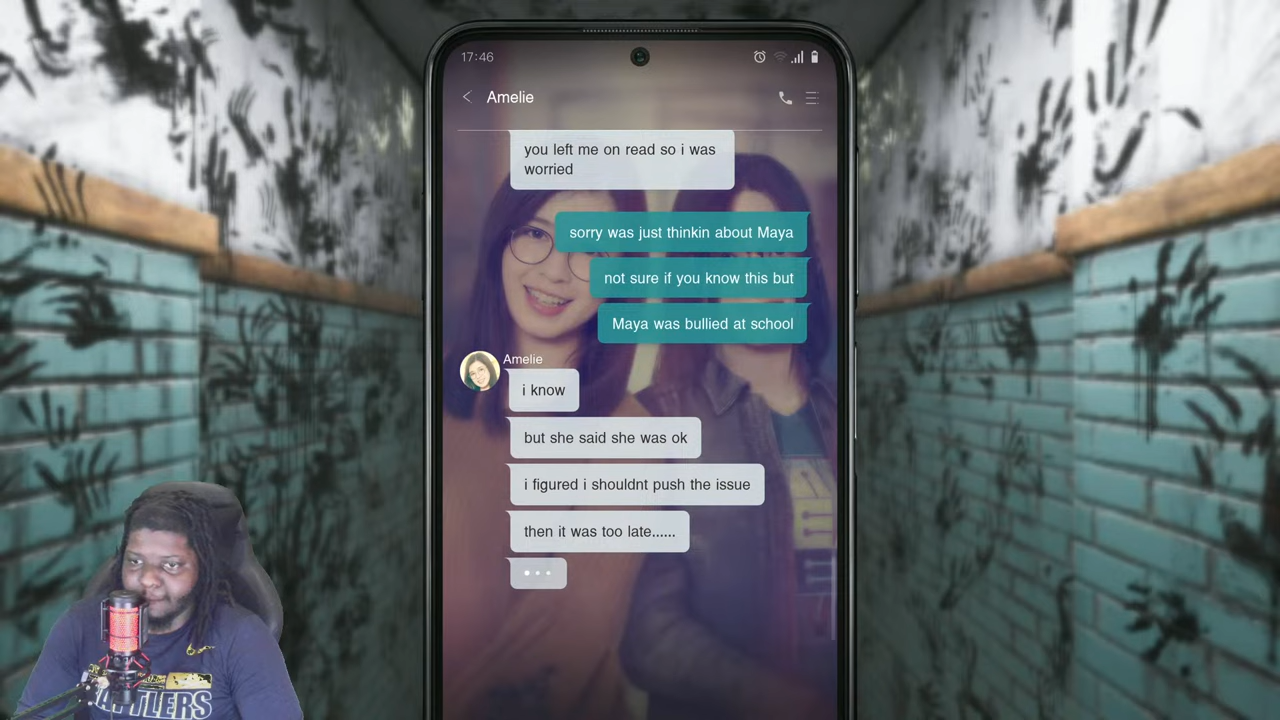 17:46
Amelie
you left me on read so i was
worried
sorry was just thinkin about Maya
not sure if you know this but
Maya was bullied at school
Amelie
i know
but she said she was ok
i figured i shouldnt push the issue
then it was too late......